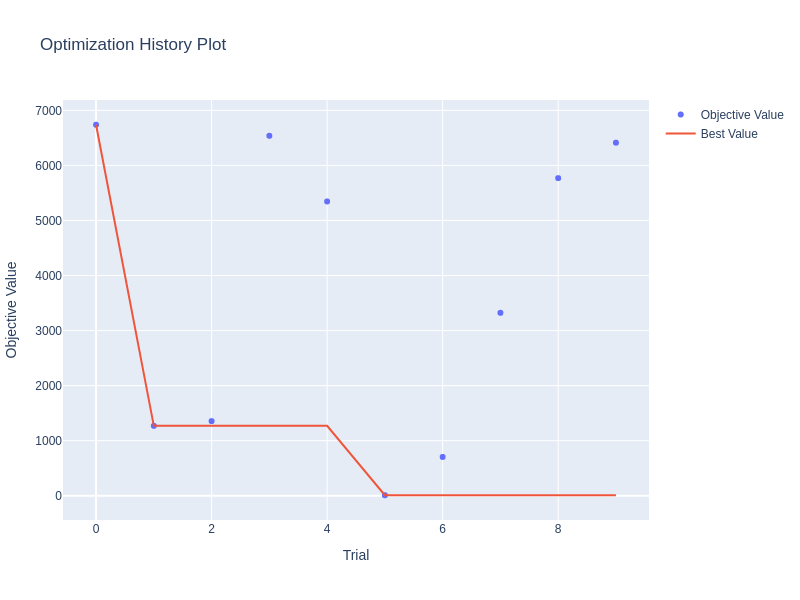 Optimization History Plot
Objective Value
Best Value
7000
6000
5000
4000
3000
2000
1000
0
Objective Value
0 2 4 6 8
Trial